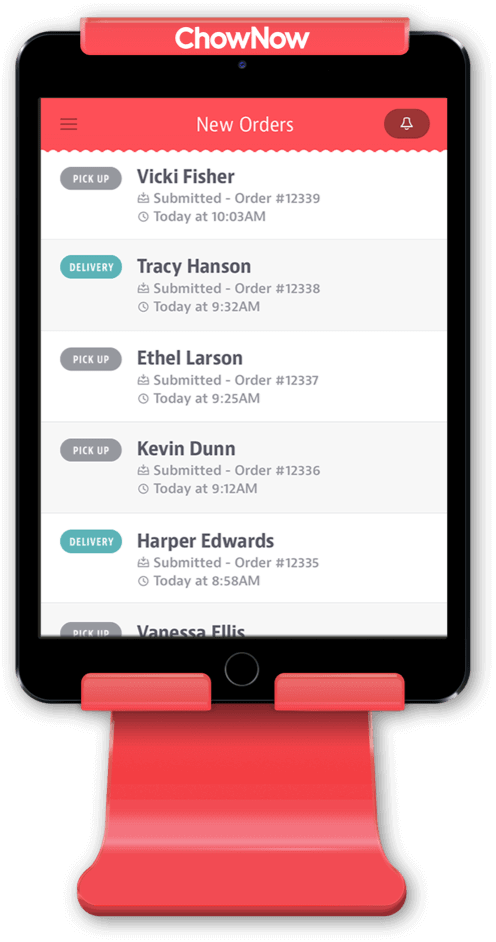 ChowNow
New Orders
PICK UP
Vicki Fisher
Submitted - Order #12339
Today at 10:03AM
DELIVERY
Tracy Hanson
Submitted - Order #12338
Today at 9:32AM
PICK UP
Ethel Larson
Submitted - Order #12337
Today at 9:25AM
PICK UP
Kevin Dunn
Submitted - Order #12336
Today at 9:12AM
DELIVERY
Harper Edwards
Submitted - Order #12335
Today at 8:58AM
PICK UP
Vanessa Ellis